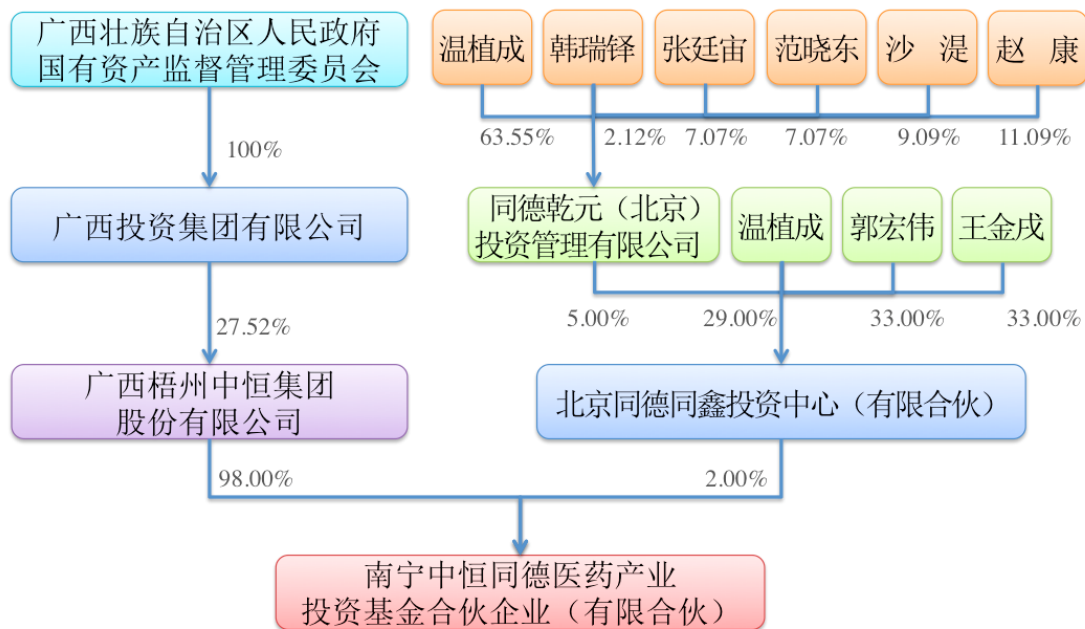 广西壮族自治区人民政府
国有资产监督管理委员会
温植成
韩瑞铎
张廷宙
范晓东
沙 湜
赵 康
100%
63.55%
2.12%
7.07%
7.07%
9.09%
11.09%
广西投资集团有限公司
同德乾元（北京）
投资管理有限公司
温植成
郭宏伟
王金戌
27.52%
5.00%
29.00%
33.00%
33.00%
广西梧州中恒集团
股份有限公司
北京同德同鑫投资中心（有限合伙）
98.00%
2.00%
南宁中恒同德医药产业
投资基金合伙企业（有限合伙）